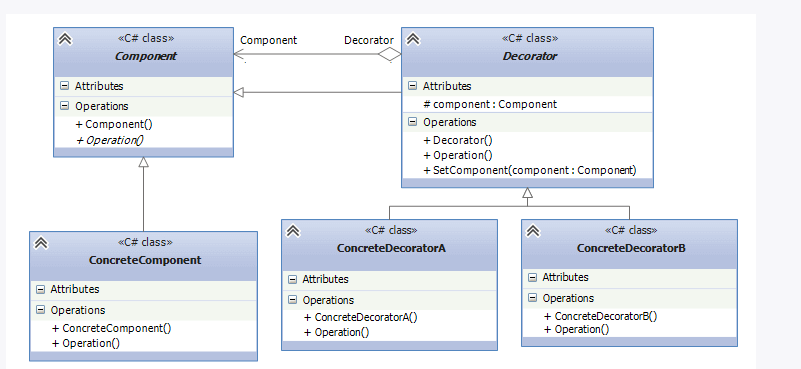 «C# class»
Component
Attributes
Operations
+ Component()
+ Operation()
Component
Decorator
«C# class»
Decorator
Attributes
# component : Component
Operations
+ Decorator()
+ Operation()
+ SetComponent(component : Component)
«C# class»
ConcreteComponent
Attributes
Operations
+ ConcreteComponent()
+ Operation()
«C# class»
ConcreteDecoratorA
Attributes
Operations
+ ConcreteDecoratorA()
+ Operation()
«C# class»
ConcreteDecoratorB
Attributes
Operations
+ ConcreteDecoratorB()
+ Operation()